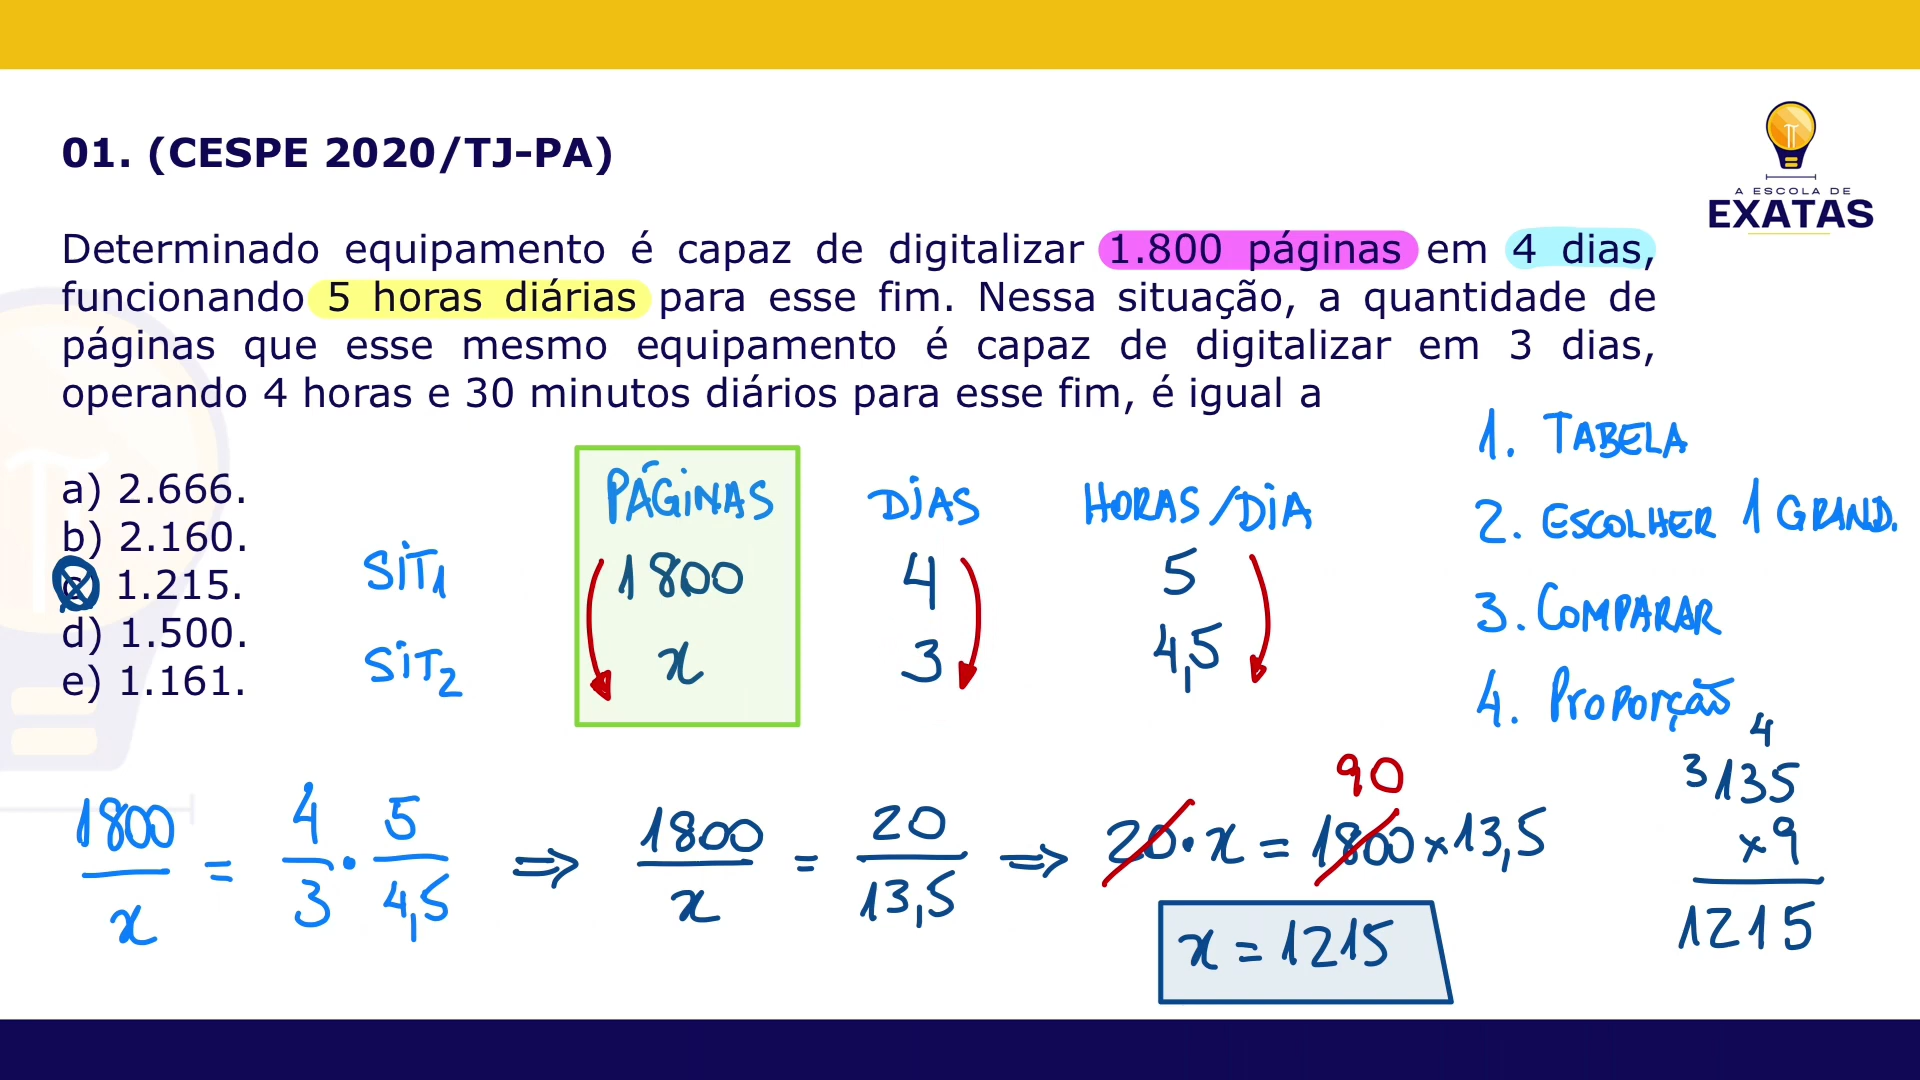 01. (CESPE 2020/TJ-PA)
A ESCOLA DE
EXATAS
Determinado equipamento é capaz de digitalizar 1.800 páginas em 4 dias,
funcionando 5 horas diárias para esse fim. Nessa situação, a quantidade de
páginas que esse mesmo equipamento é capaz de digitalizar em 3 dias,
operando 4 horas e 30 minutos diários para esse fim, é igual a
a) 2.666.
b) 2.160.
c) 1.215.
d) 1.500.
e) 1.161.
PÁGINAS DIAS HORAS/DIA
SIT1 1800 4 5
SIT2 x 3 4,5
1. TABELA
2. ESCOLHER 1 GRAND.
3. COMPARAR
4. PROPORÇÃO
1800/x = 4/3 · 5/4,5 ⇒ 1800/x = 20/13,5 ⇒ 20·x = 1800×13,5
90
x = 1215
4
3 135
×9
1215